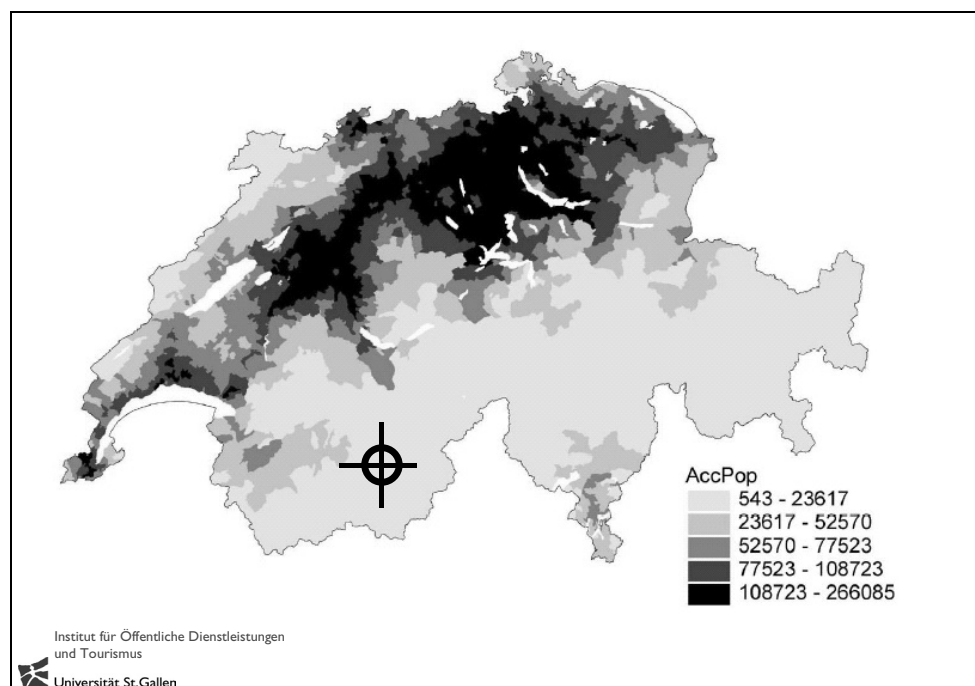 AccPop
543 - 23617
23617 - 52570
52570 - 77523
77523 - 108723
108723 - 266085
Institut für Öffentliche Dienstleistungen
und Tourismus
Universität St.Gallen